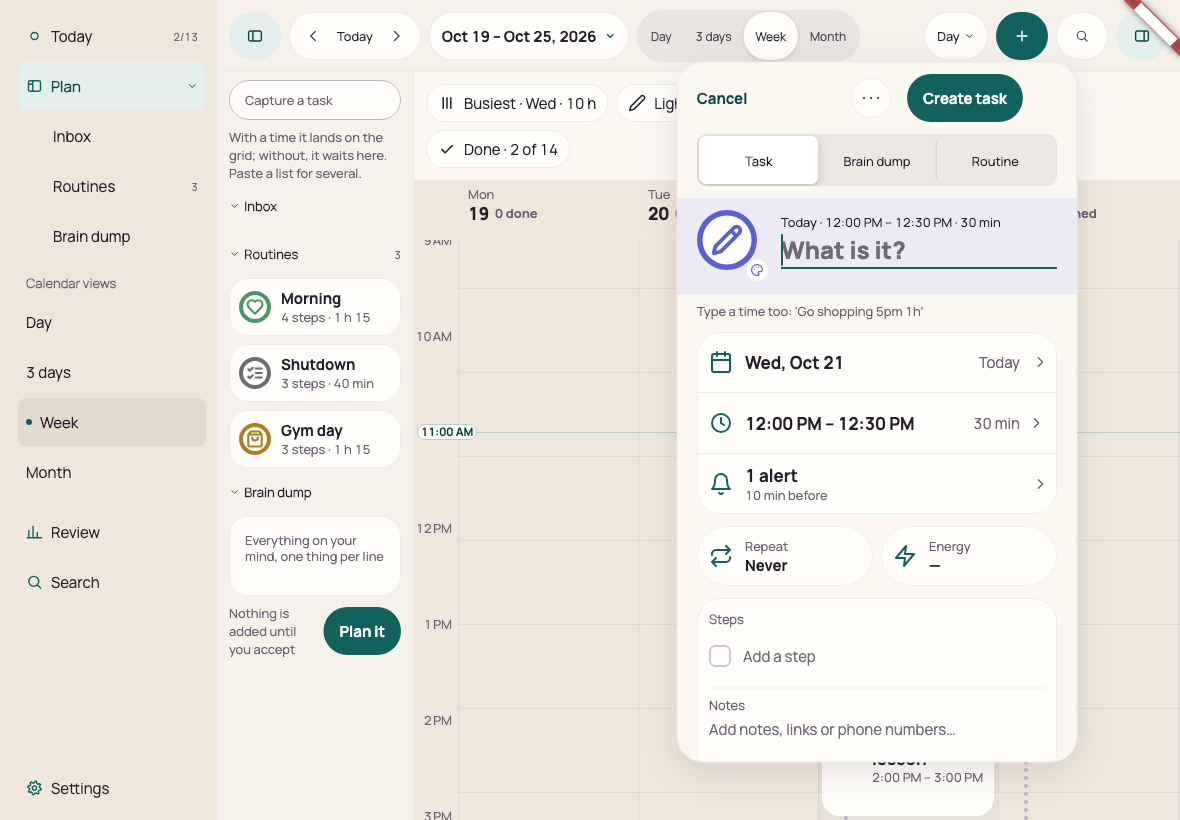 Today
2/13
Plan
Inbox
Routines
3
Brain dump
Calendar views
Day
3 days
Week
Month
Review
Search
Settings
Today
Oct 19 – Oct 25, 2026
Day
3 days
Week
Month
Day
Capture a task
With a time it lands on the
grid; without, it waits here.
Paste a list for several.
Inbox
Routines
3
Morning
4 steps · 1 h 15
Shutdown
3 steps · 40 min
Gym day
3 steps · 1 h 15
Brain dump
Everything on your
mind, one thing per line
Nothing is
added until
you accept
Plan it
Busiest · Wed · 10 h
Done · 2 of 14
Mon
19 0 done
Tue
20
9 AM
10 AM
11:00 AM
12 PM
1 PM
2 PM
3 PM
Cancel
Create task
Task
Brain dump
Routine
Today · 12:00 PM – 12:30 PM · 30 min
What is it?
Type a time too: 'Go shopping 5pm 1h'
Wed, Oct 21
Today
12:00 PM – 12:30 PM
30 min
1 alert
10 min before
Repeat
Never
Energy
–
Steps
Add a step
Notes
Add notes, links or phone numbers…
lesson
2:00 PM – 3:00 PM